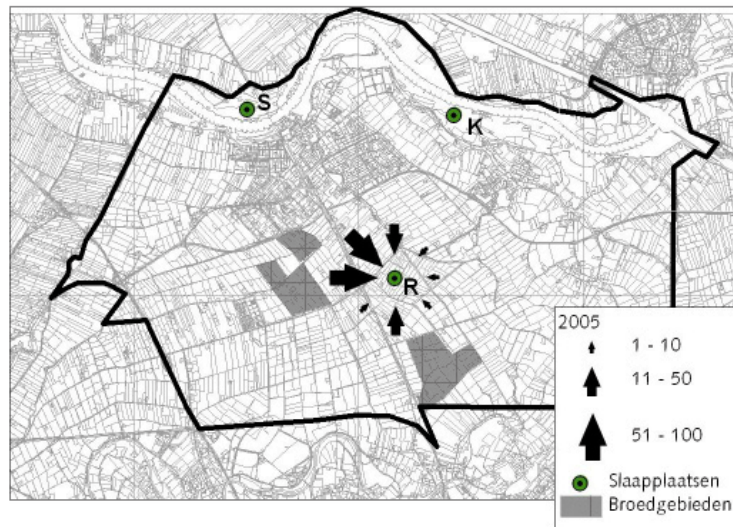 S
K
R
2005
1 - 10
11 - 50
51 - 100
Slaapplaatsen
Broedgebieden